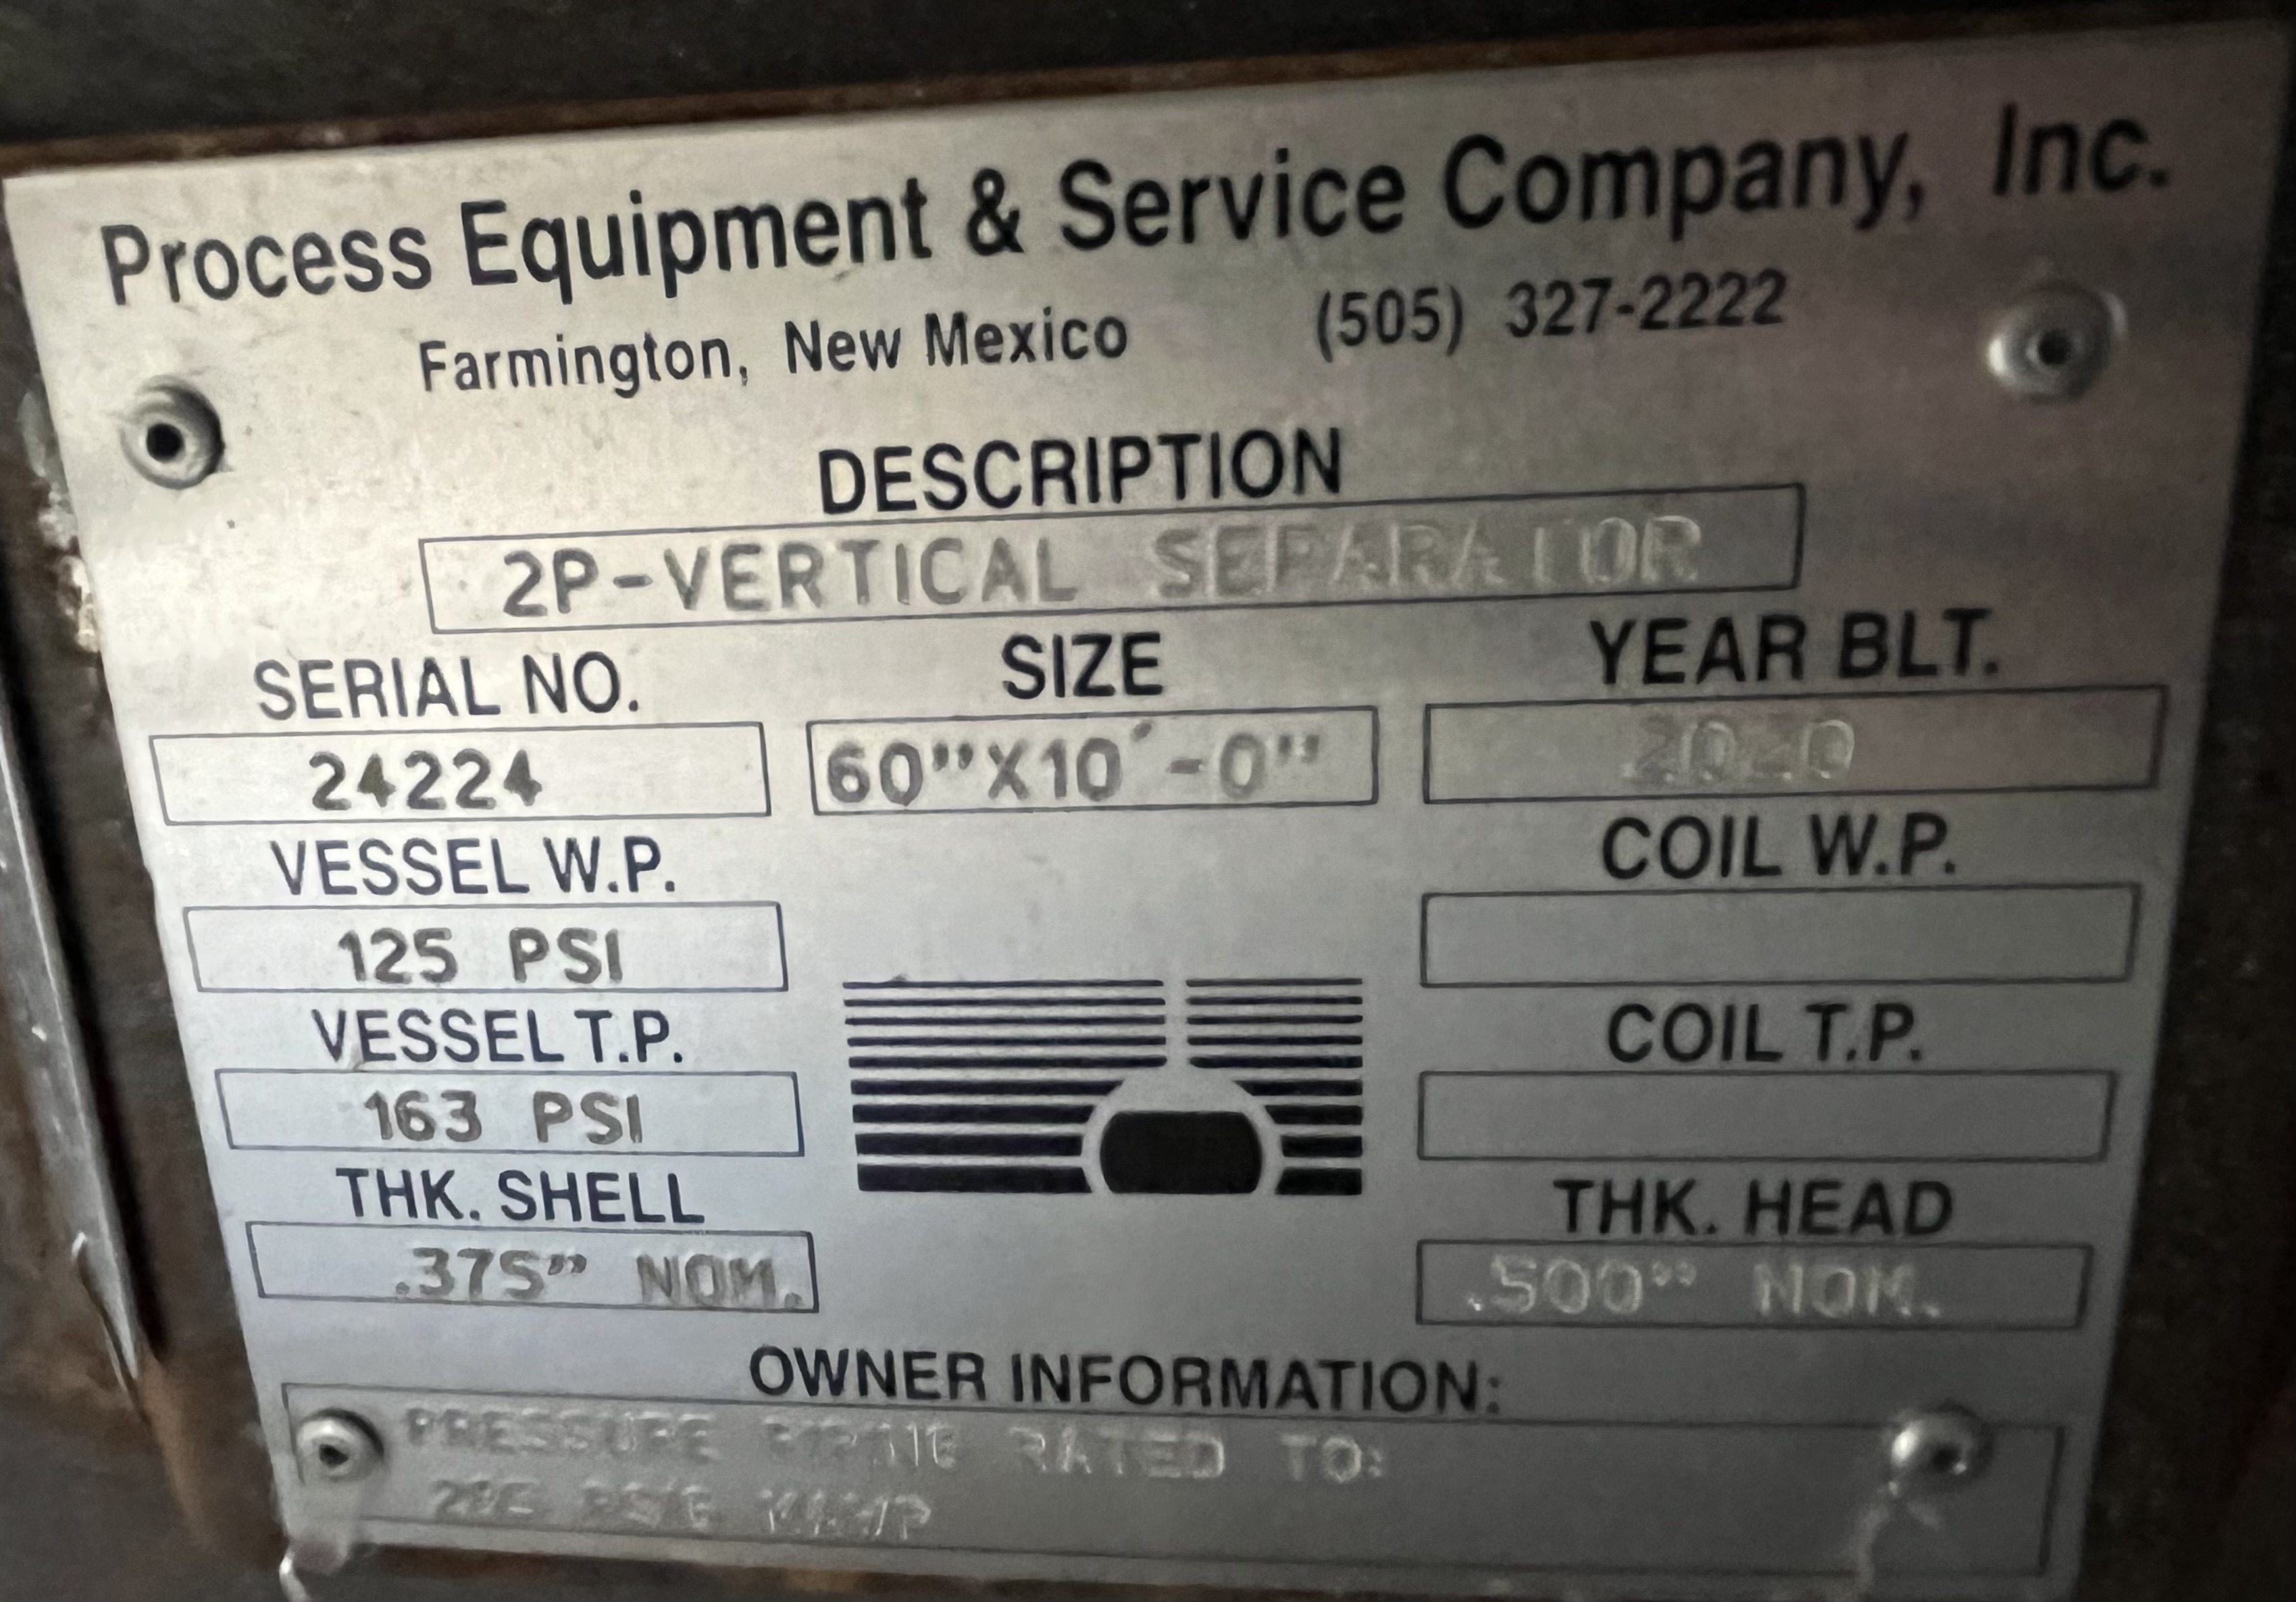 Process Equipment & Service Company, Inc.
Farmington, New Mexico (505) 327-2222
DESCRIPTION
2P-VERTICAL SEPARATOR
SERIAL NO. SIZE YEAR BLT.
24224 60"X10'-0" 2020
VESSEL W.P. COIL W.P.
125 PSI
VESSEL T.P. COIL T.P.
163 PSI
THK. SHELL THK. HEAD
.375" NOM. .500" NOM.
OWNER INFORMATION:
PRESSURE RATED TO:
PSIG MAWP